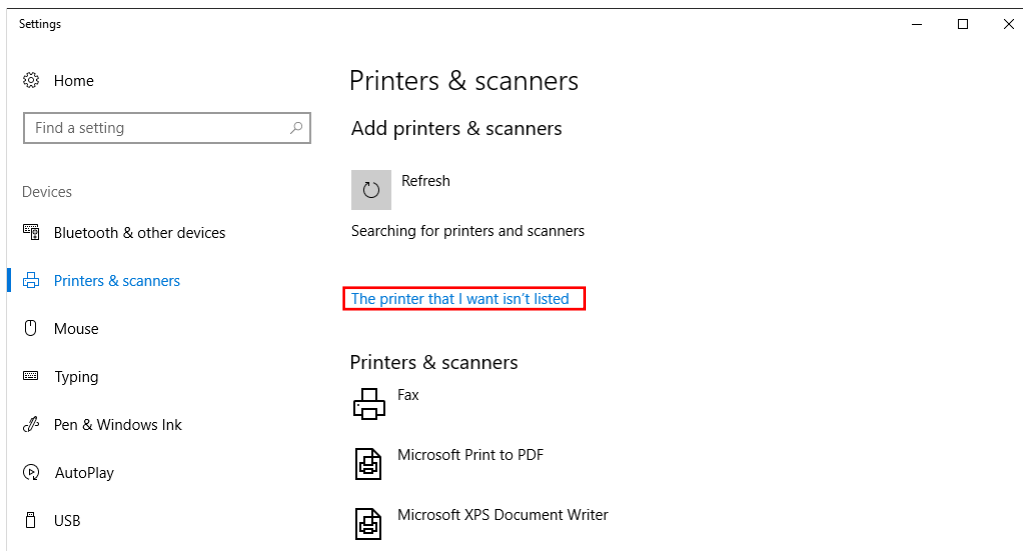 Settings
Home
Find a setting
Devices
Bluetooth & other devices
Printers & scanners
Mouse
Typing
Pen & Windows Ink
AutoPlay
USB
Printers & scanners
Add printers & scanners
Refresh
Searching for printers and scanners
The printer that I want isn't listed
Printers & scanners
Fax
Microsoft Print to PDF
Microsoft XPS Document Writer